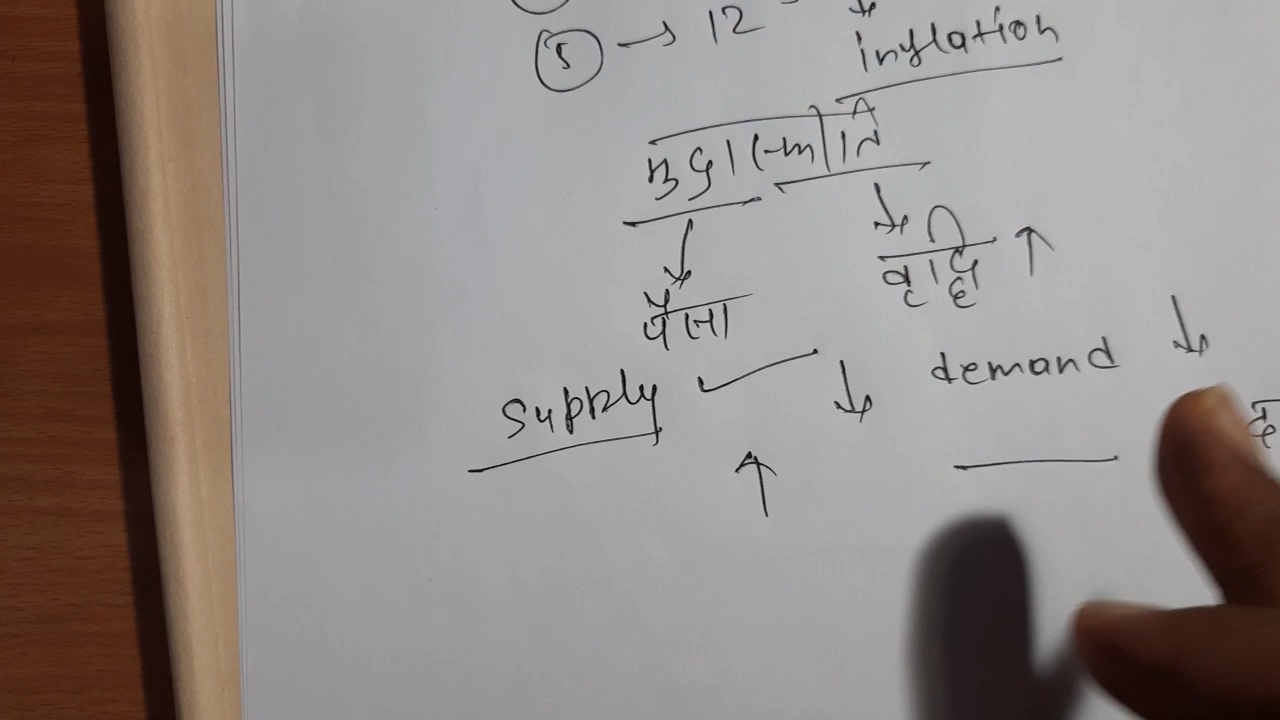 ⑤ → 12
inflation
मुद्रास्फीति
पैसा वृद्धि ↑
supply ↓ demand ↓
↑